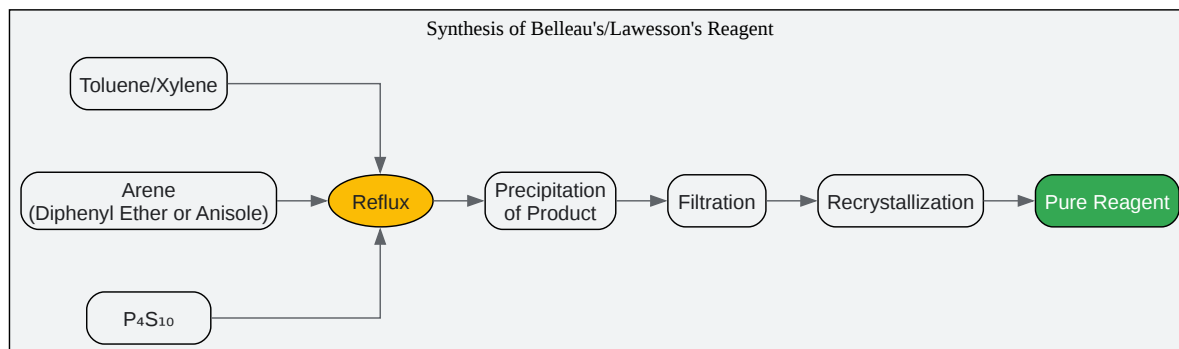 Synthesis of Belleau's/Lawesson's Reagent
Toluene/Xylene
Arene
(Diphenyl Ether or Anisole)
Reflux
Precipitation
of Product
Filtration
Recrystallization
Pure Reagent
P₄S₁₀